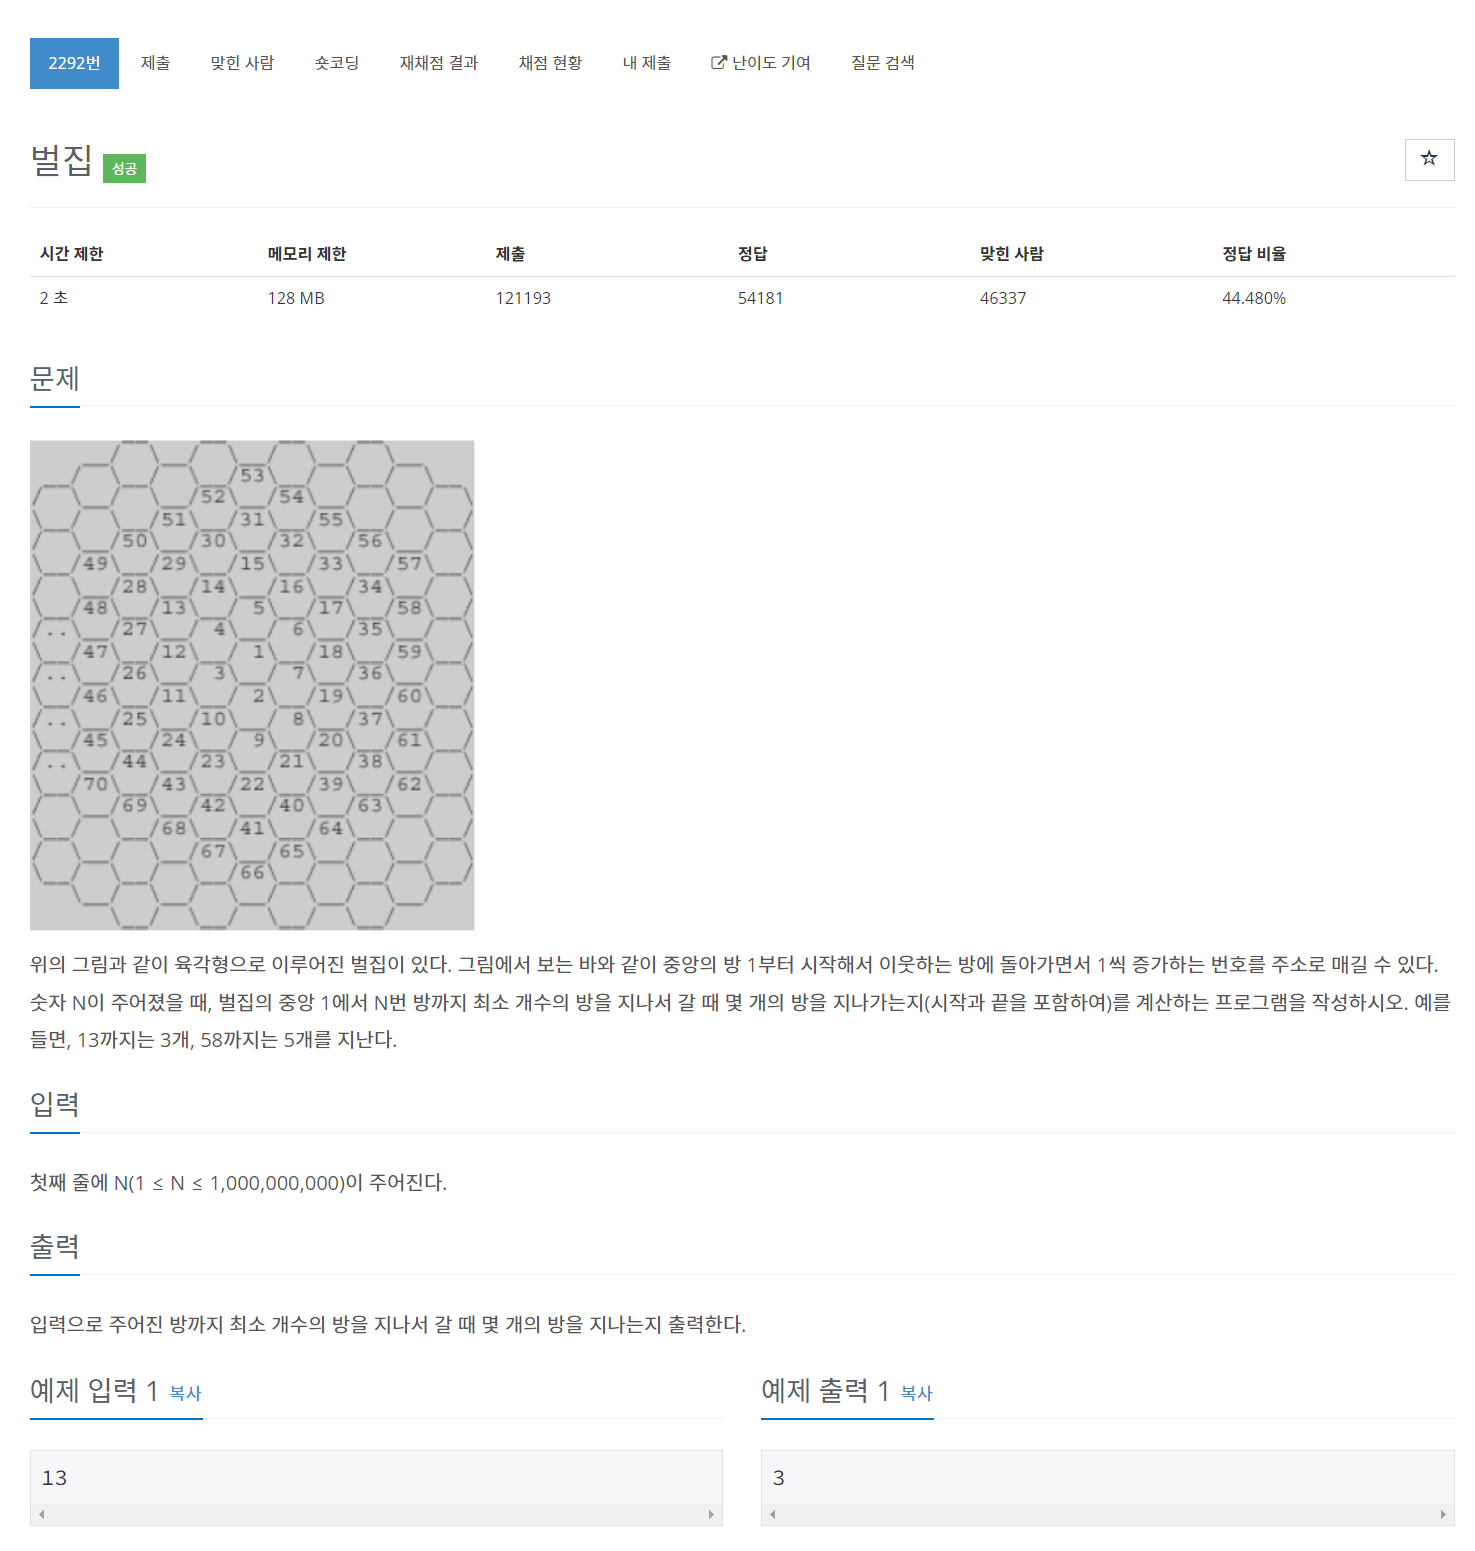 2292번 제출 맞힌 사람 숏코딩 재채점 결과 채점 현황 내 제출 난이도 기여 질문 검색
벌집 성공
시간 제한 메모리 제한 제출 정답 맞힌 사람 정답 비율
2 초 128 MB 121193 54181 46337 44.480%
문제
53
52 54
51 31 55
50 30 32 56
49 29 15 33 57
28 14 16 34
48 13 5 17 58
.. 27 4 6 35
47 12 1 18 59
.. 26 3 7 36
46 11 2 19 60
.. 25 10 8 37
45 24 9 20 61
.. 44 23 21 38
70 43 22 39 62
69 42 40 63
68 41 64
67 65
66
위의 그림과 같이 육각형으로 이루어진 벌집이 있다. 그림에서 보는 바와 같이 중앙의 방 1부터 시작해서 이웃하는 방에 돌아가면서 1씩 증가하는 번호를 주소로 매길 수 있다.
숫자 N이 주어졌을 때, 벌집의 중앙 1에서 N번 방까지 최소 개수의 방을 지나서 갈 때 몇 개의 방을 지나가는지(시작과 끝을 포함하여)를 계산하는 프로그램을 작성하시오. 예를
들면, 13까지는 3개, 58까지는 5개를 지난다.
입력
첫째 줄에 N(1 ≤ N ≤ 1,000,000,000)이 주어진다.
출력
입력으로 주어진 방까지 최소 개수의 방을 지나서 갈 때 몇 개의 방을 지나는지 출력한다.
예제 입력 1 복사
13
예제 출력 1 복사
3